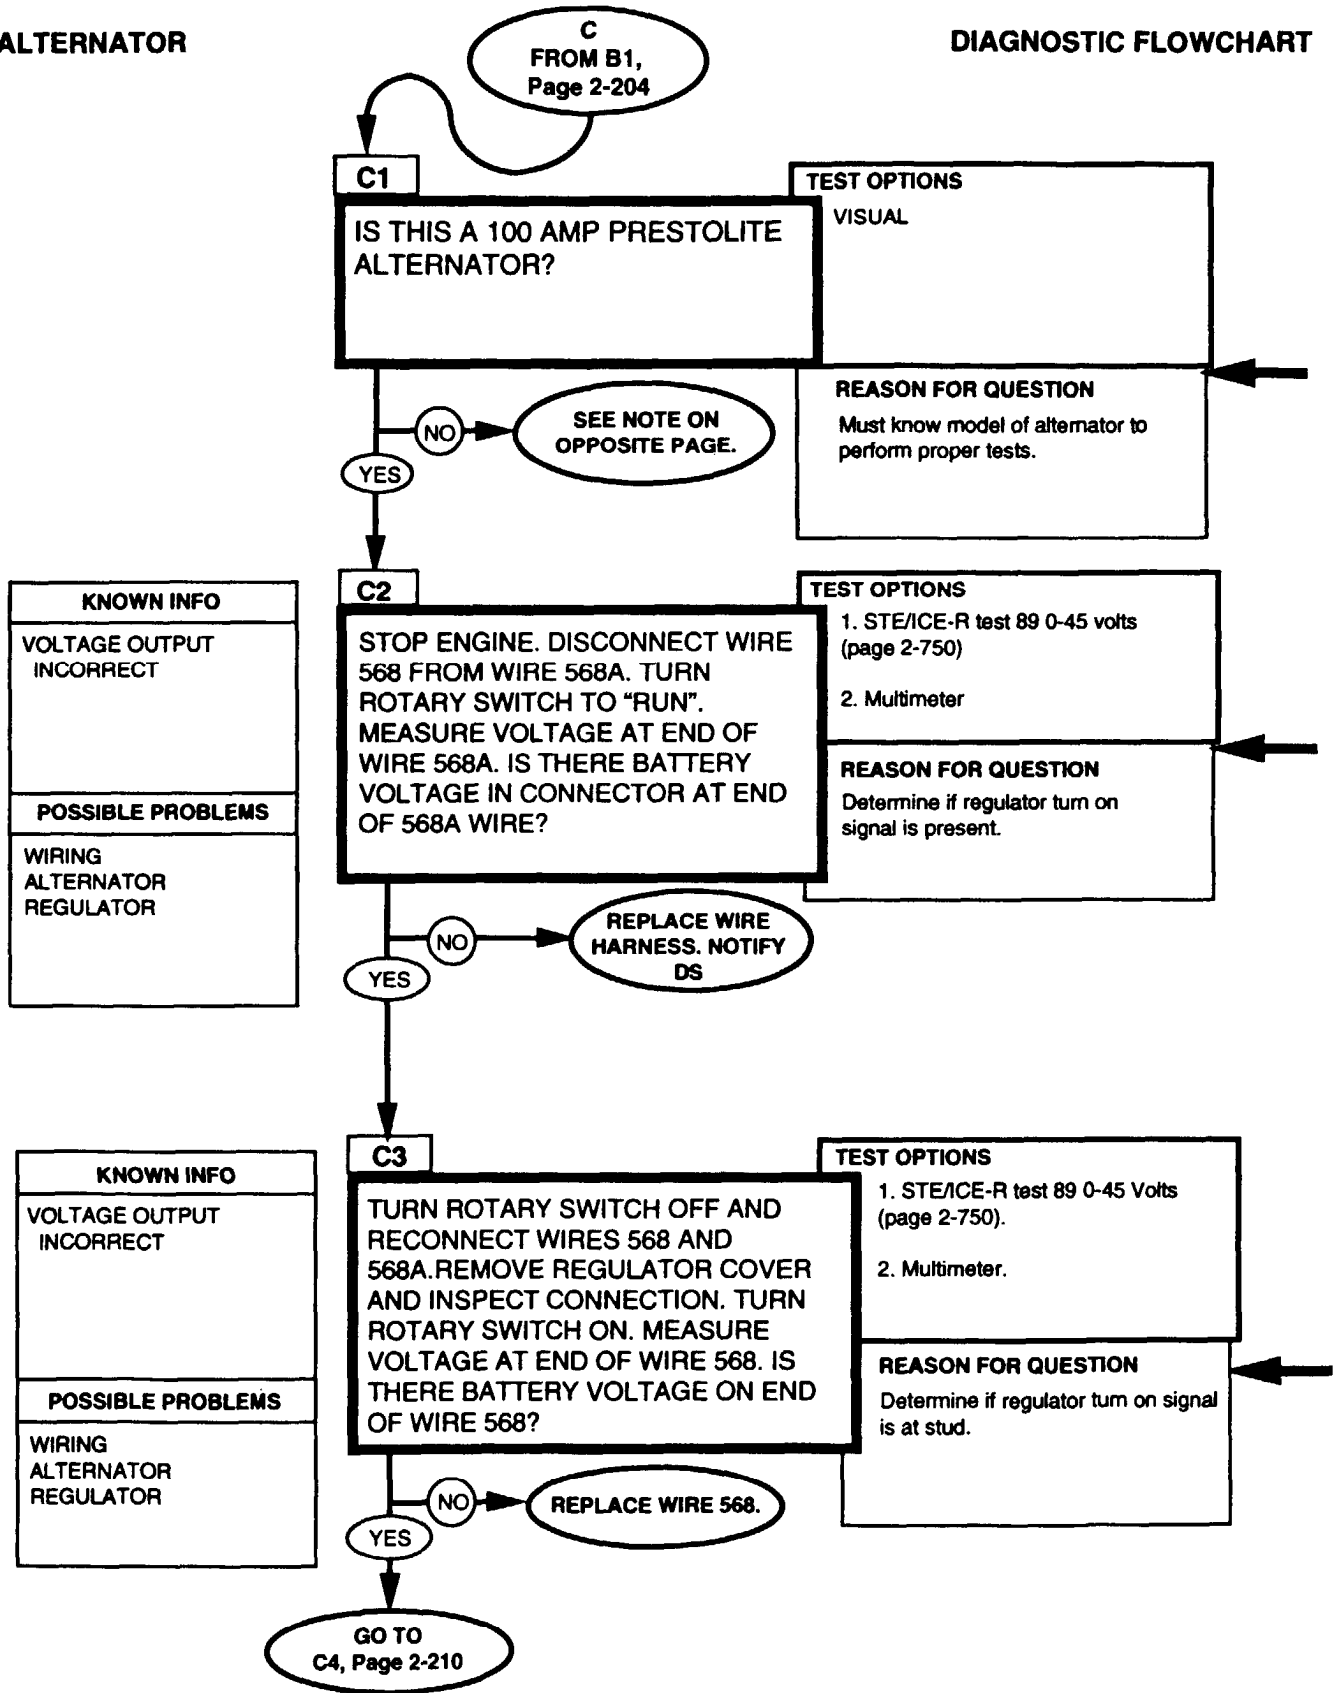 ALTERNATOR
DIAGNOSTIC FLOWCHART
C
FROM B1,
Page 2-204
C1
IS THIS A 100 AMP PRESTOLITE
ALTERNATOR?
TEST OPTIONS
VISUAL
REASON FOR QUESTION
Must know model of alternator to
perform proper tests.
NO
SEE NOTE ON
OPPOSITE PAGE.
YES
KNOWN INFO
VOLTAGE OUTPUT
INCORRECT
POSSIBLE PROBLEMS
WIRING
ALTERNATOR
REGULATOR
C2
STOP ENGINE. DISCONNECT WIRE
568 FROM WIRE 568A. TURN
ROTARY SWITCH TO “RUN”.
MEASURE VOLTAGE AT END OF
WIRE 568A. IS THERE BATTERY
VOLTAGE IN CONNECTOR AT END
OF 568A WIRE?
TEST OPTIONS
1. STE/ICE-R test 89 0-45 volts
(page 2-750)
2. Multimeter
REASON FOR QUESTION
Determine if regulator turn on
signal is present.
NO
REPLACE WIRE
HARNESS. NOTIFY
DS
YES
KNOWN INFO
VOLTAGE OUTPUT
INCORRECT
POSSIBLE PROBLEMS
WIRING
ALTERNATOR
REGULATOR
C3
TURN ROTARY SWITCH OFF AND
RECONNECT WIRES 568 AND
568A.REMOVE REGULATOR COVER
AND INSPECT CONNECTION. TURN
ROTARY SWITCH ON. MEASURE
VOLTAGE AT END OF WIRE 568. IS
THERE BATTERY VOLTAGE ON END
OF WIRE 568?
TEST OPTIONS
1. STE/ICE-R test 89 0-45 Volts
(page 2-750).
2. Multimeter.
REASON FOR QUESTION
Determine if regulator turn on signal
is at stud.
NO
REPLACE WIRE 568.
YES
GO TO
C4, Page 2-210